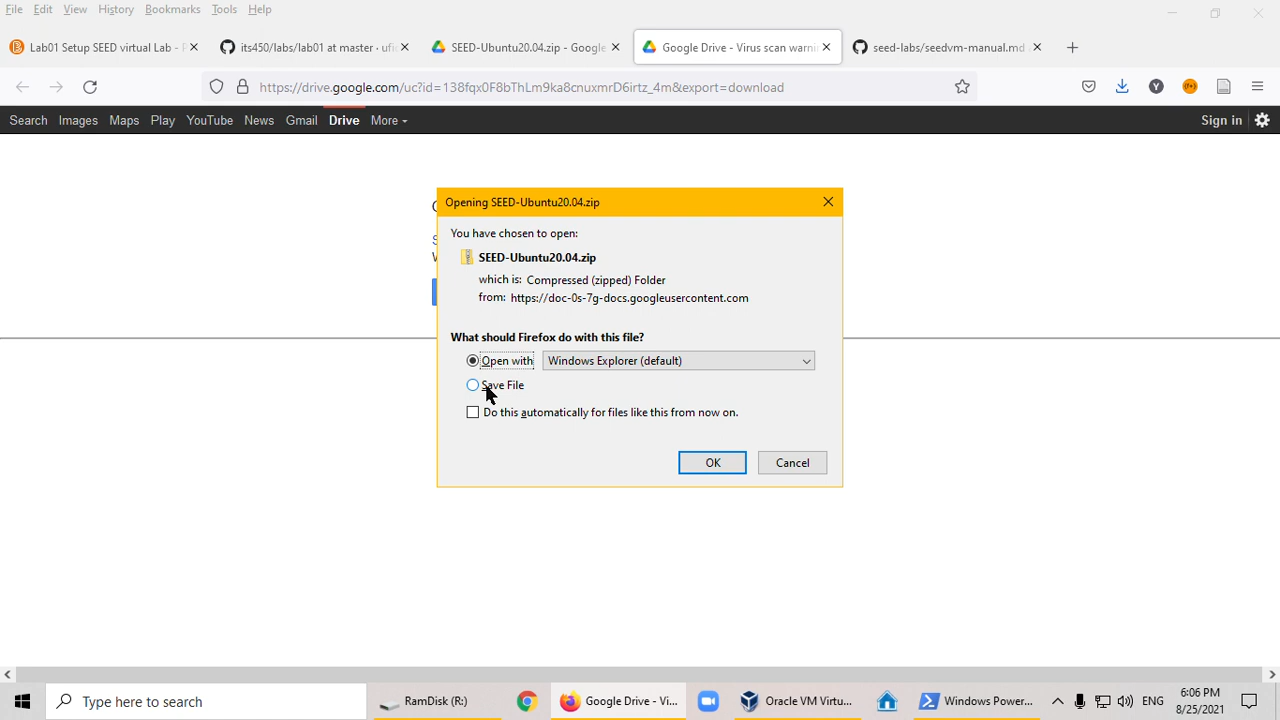 File Edit View History Bookmarks Tools Help
Lab01 Setup SEED virtual Lab - its450/labs/lab01 at master · ufi SEED-Ubuntu20.04.zip - Google Google Drive - Virus scan warni seed-labs/seedvm-manual.md
https://drive.google.com/uc?id=138fqx0F8bThLm9ka8cnuxmrD6irtz_4m&export=download
Search Images Maps Play YouTube News Gmail Drive More Sign in
Opening SEED-Ubuntu20.04.zip
You have chosen to open:
SEED-Ubuntu20.04.zip
which is: Compressed (zipped) Folder
from: https://doc-0s-7g-docs.googleusercontent.com
What should Firefox do with this file?
Open with Windows Explorer (default)
Save File
Do this automatically for files like this from now on.
OK Cancel
Type here to search RamDisk (R:) Google Drive - Vi... Oracle VM Virtu... Windows Power... ENG 6:06 PM
8/25/2021